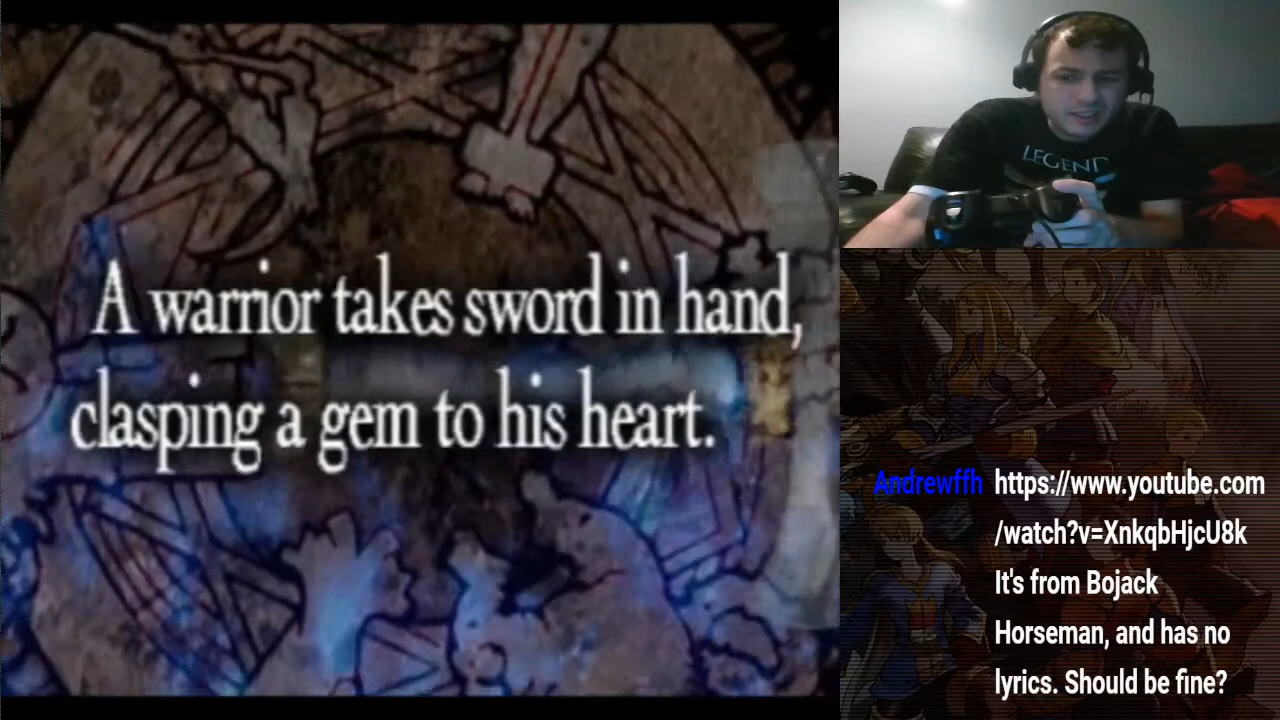 A warrior takes sword in hand,
clasping a gem to his heart.
LEGEND
Andrewffh https://www.youtube.com
/watch?v=XnkqbHjcU8k
It's from Bojack
Horseman, and has no
lyrics. Should be fine?